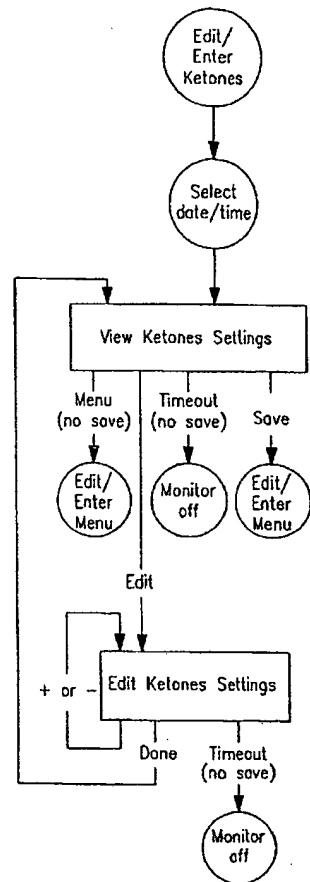 Edit/
Enter
Ketones
Select
date/time
View Ketones Settings
Menu
(no save)
Timeout
(no save)
Save
Edit/
Enter
Menu
Monitor
off
Edit/
Enter
Menu
Edit
+ or -
Edit Ketones Settings
Done
Timeout
(no save)
Monitor
off